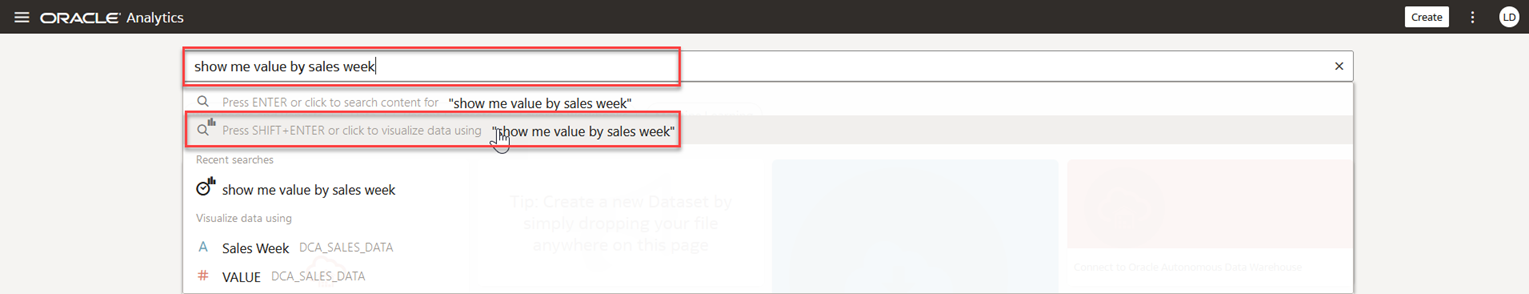 ORACLE Analytics
Create
LD
show me value by sales week
Press ENTER or click to search content for "show me value by sales week"
Press SHIFT+ENTER or click to visualize data using "show me value by sales week"
Recent searches
show me value by sales week
Visualize data using
A Sales Week DCA_SALES_DATA
# VALUE DCA_SALES_DATA
Tip: Create a new Dataset by
simply dropping your file
anywhere on this page
Connect to Oracle Autonomous Data Warehouse